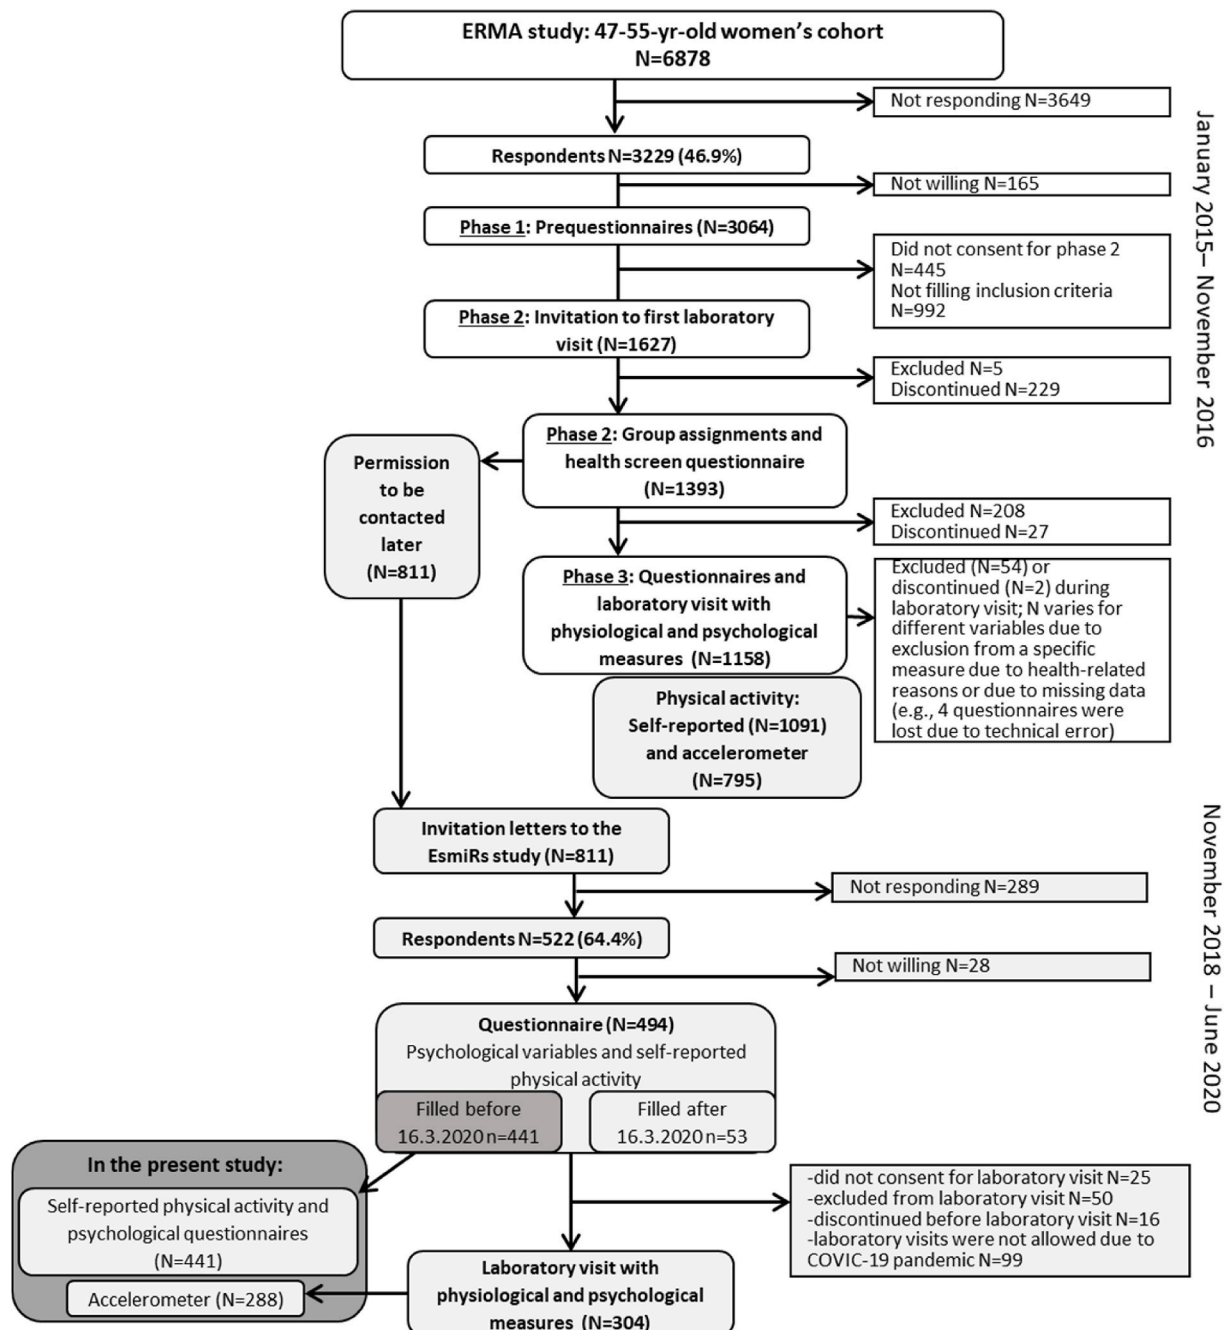 ERMA study: 47-55-yr-old women's cohort
N=6878
Not responding N=3649
Respondents N=3229 (46.9%)
Not willing N=165
Phase 1: Prequestionnaires (N=3064)
Did not consent for phase 2
N=445
Not filling inclusion criteria
N=992
Phase 2: Invitation to first laboratory
visit (N=1627)
Excluded N=5
Discontinued N=229
January 2015– November 2016
Phase 2: Group assignments and
health screen questionnaire
(N=1393)
Permission
to be
contacted
later
(N=811)
Excluded N=208
Discontinued N=27
Phase 3: Questionnaires and
laboratory visit with
physiological and psychological
measures (N=1158)
Excluded (N=54) or
discontinued (N=2) during
laboratory visit; N varies for
different variables due to
exclusion from a specific
measure due to health-related
reasons or due to missing data
(e.g., 4 questionnaires were
lost due to technical error)
Physical activity:
Self-reported (N=1091)
and accelerometer
(N=795)
Invitation letters to the
EsmiRs study (N=811)
Not responding N=289
Respondents N=522 (64.4%)
Not willing N=28
November 2018 – June 2020
Questionnaire (N=494)
Psychological variables and self-reported
physical activity
Filled before
16.3.2020 n=441
Filled after
16.3.2020 n=53
In the present study:
Self-reported physical activity and
psychological questionnaires
(N=441)
Accelerometer (N=288)
-did not consent for laboratory visit N=25
-excluded from laboratory visit N=50
-discontinued before laboratory visit N=16
-laboratory visits were not allowed due to
COVIC-19 pandemic N=99
Laboratory visit with
physiological and psychological
measures (N=304)